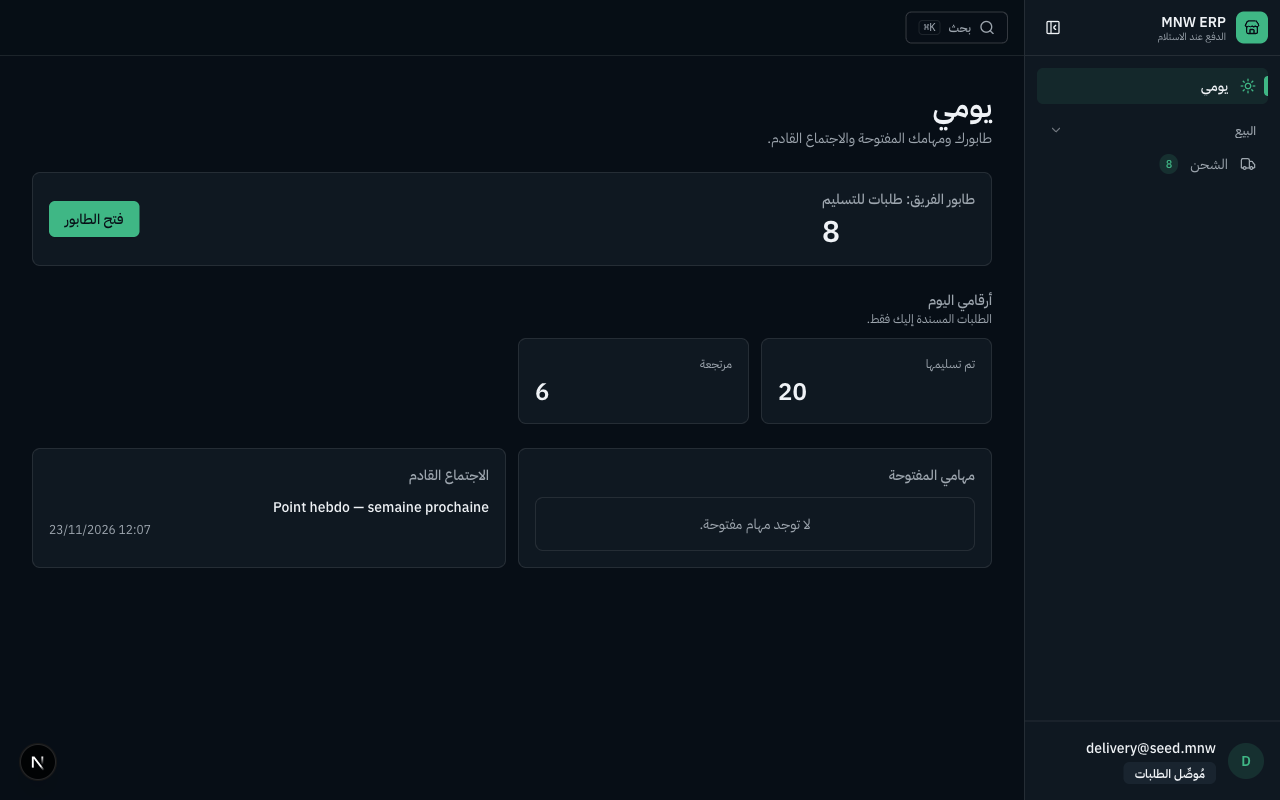 MNW ERP
الدفع عند الاستلام
يومي
البيع
الشحن 8
delivery@seed.mnw
D
مُوصِّل الطلبات
بحث ⌘K
يومي
طابورك ومهامك المفتوحة والاجتماع القادم.
طابور الفريق: طلبات للتسليم
8
فتح الطابور
أرقامي اليوم
الطلبات المسندة إليك فقط.
تم تسليمها
20
مرتجعة
6
مهامي المفتوحة
لا توجد مهام مفتوحة.
الاجتماع القادم
Point hebdo — semaine prochaine
23/11/2026 12:07
N